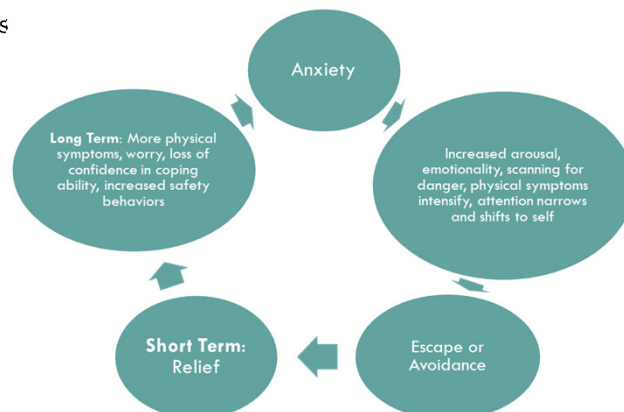 s
Anxiety
Increased arousal,
emotionality, scanning for
danger, physical symptoms
intensify, attention narrows
and shifts to self
Escape or
Avoidance
Short Term:
Relief
Long Term: More physical
symptoms, worry, loss of
confidence in coping
ability, increased safety
behaviors